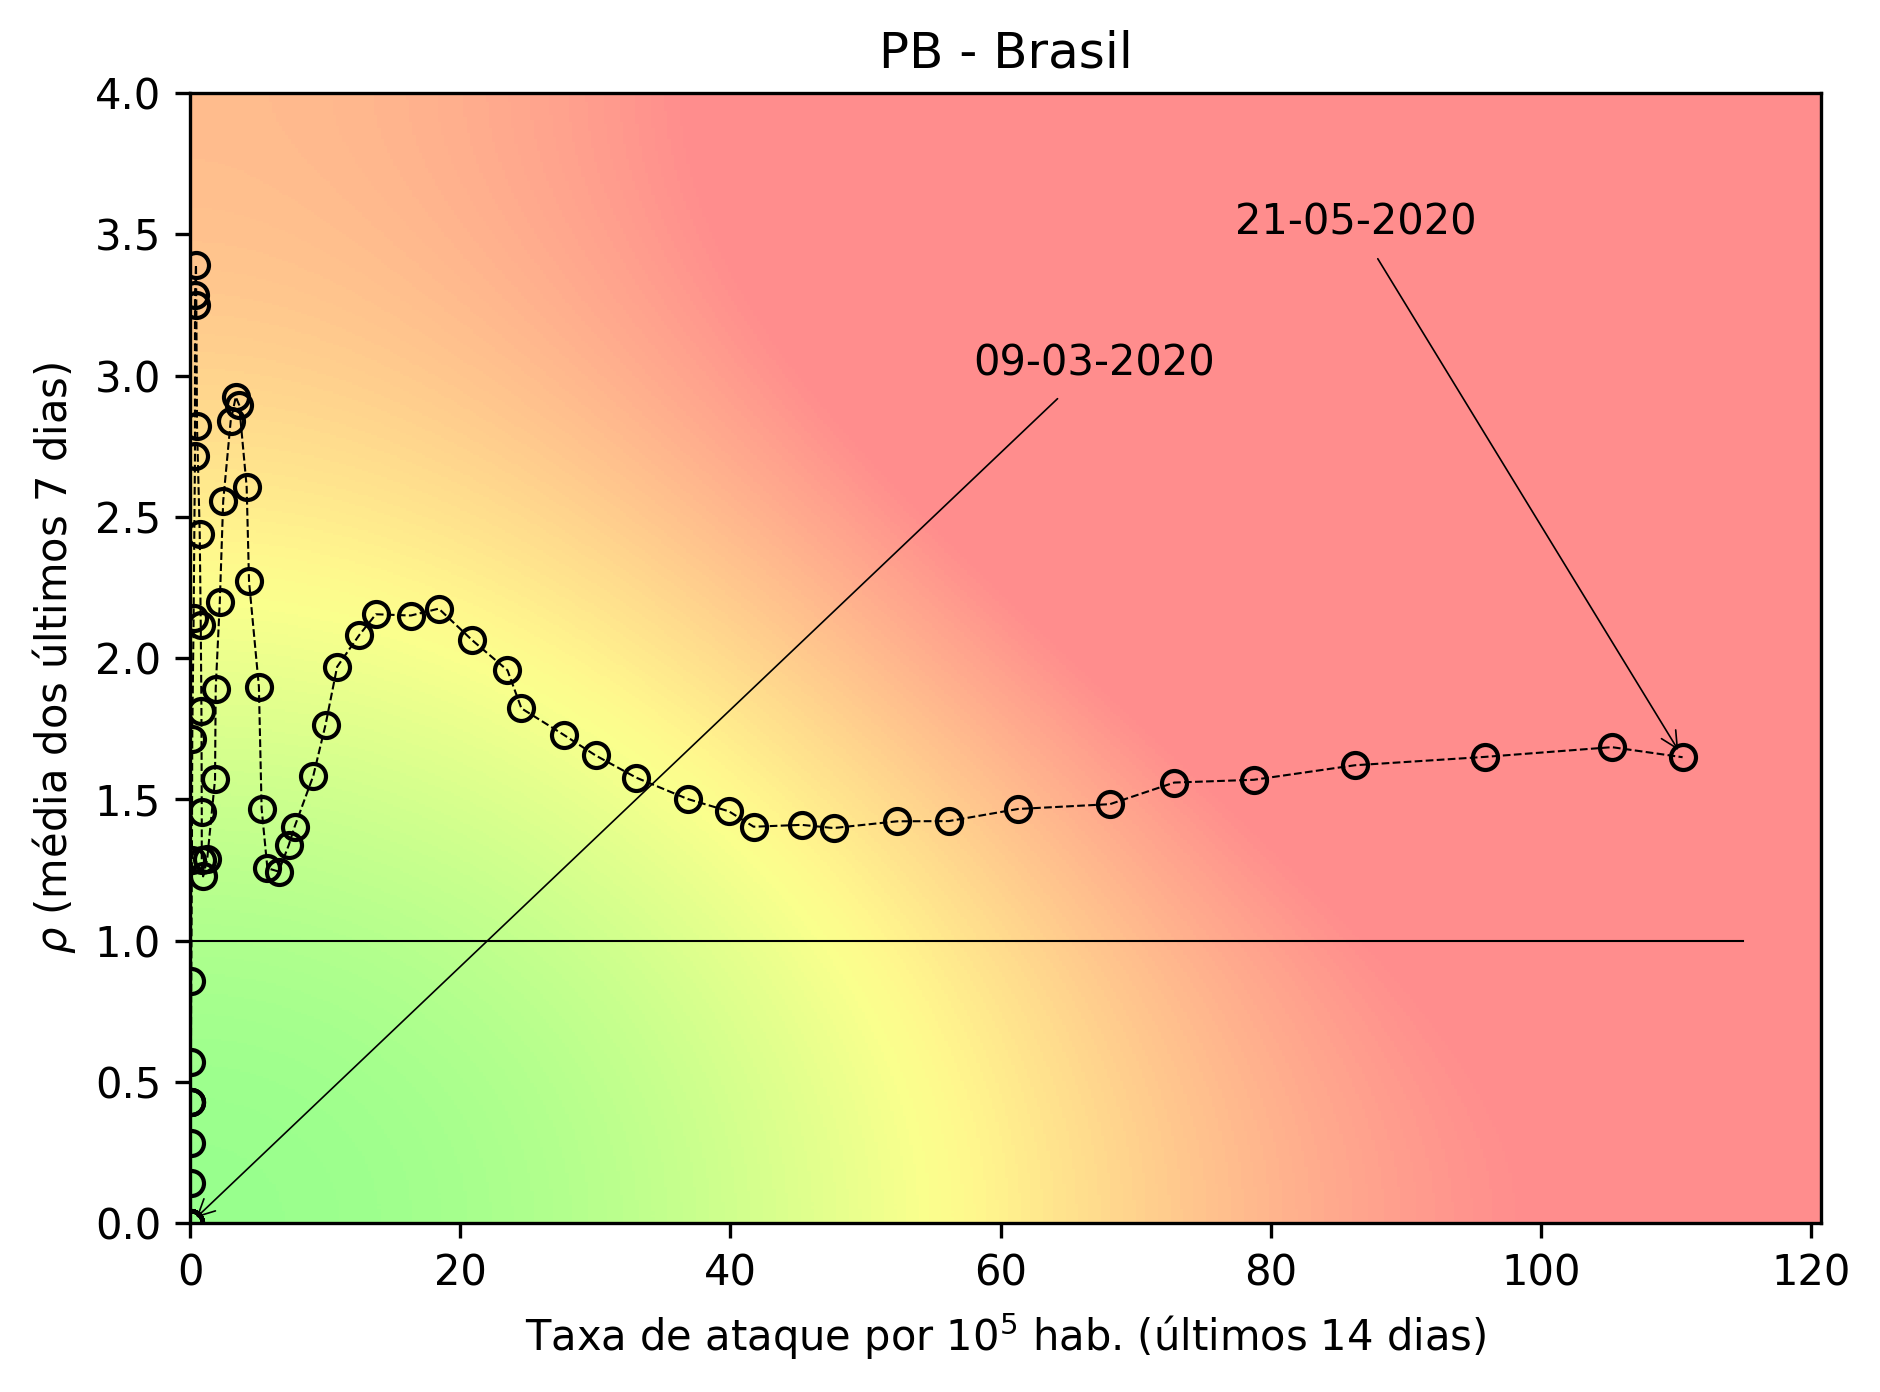 PB - Brasil
4.0
3.5
3.0
2.5
2.0
1.5
1.0
0.5
0.0
ρ (média dos últimos 7 dias)
21-05-2020
09-03-2020
0 20 40 60 80 100 120
Taxa de ataque por 10⁵ hab. (últimos 14 dias)